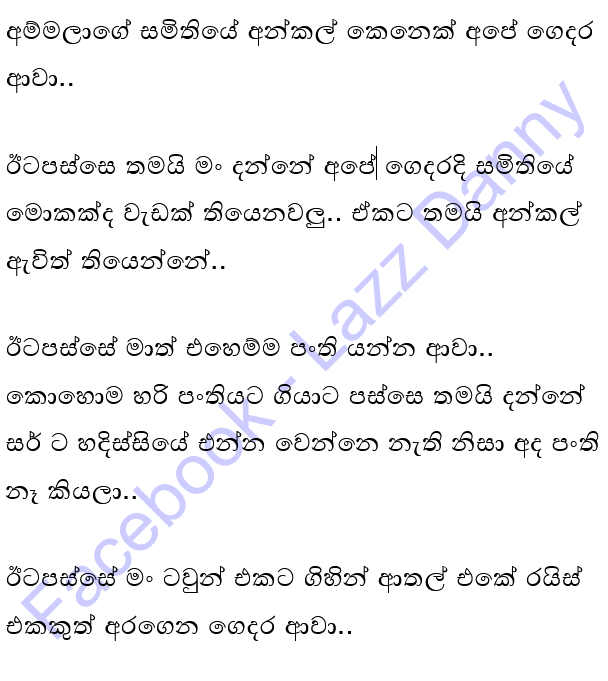 අම්මලාගේ සමිතියේ අන්කල් කෙනෙක් අපේ ගෙදර
ආවා..
ඊටපස්සෙ තමයි මං දන්නේ අපේ ගෙදරදි සමිතියේ
මොකක්ද වැඩක් තියෙනවලු.. ඒකට තමයි අන්කල්
ඇවිත් තියෙන්නේ..
ඊටපස්සේ මාත් එහෙම්ම පංති යන්න ආවා..
කොහොම හරි පංතියට ගියාට පස්සෙ තමයි දන්නේ
සර් ට හදිස්සියේ එන්න වෙන්නෙ නැති නිසා අද පංති
නෑ කියලා..
ඊටපස්සේ මං ටවුන් එකට ගිහින් ආතල් එකේ රයිස්
එකකුත් අරගෙන ගෙදර ආවා..
Facebook - Lazz Danny